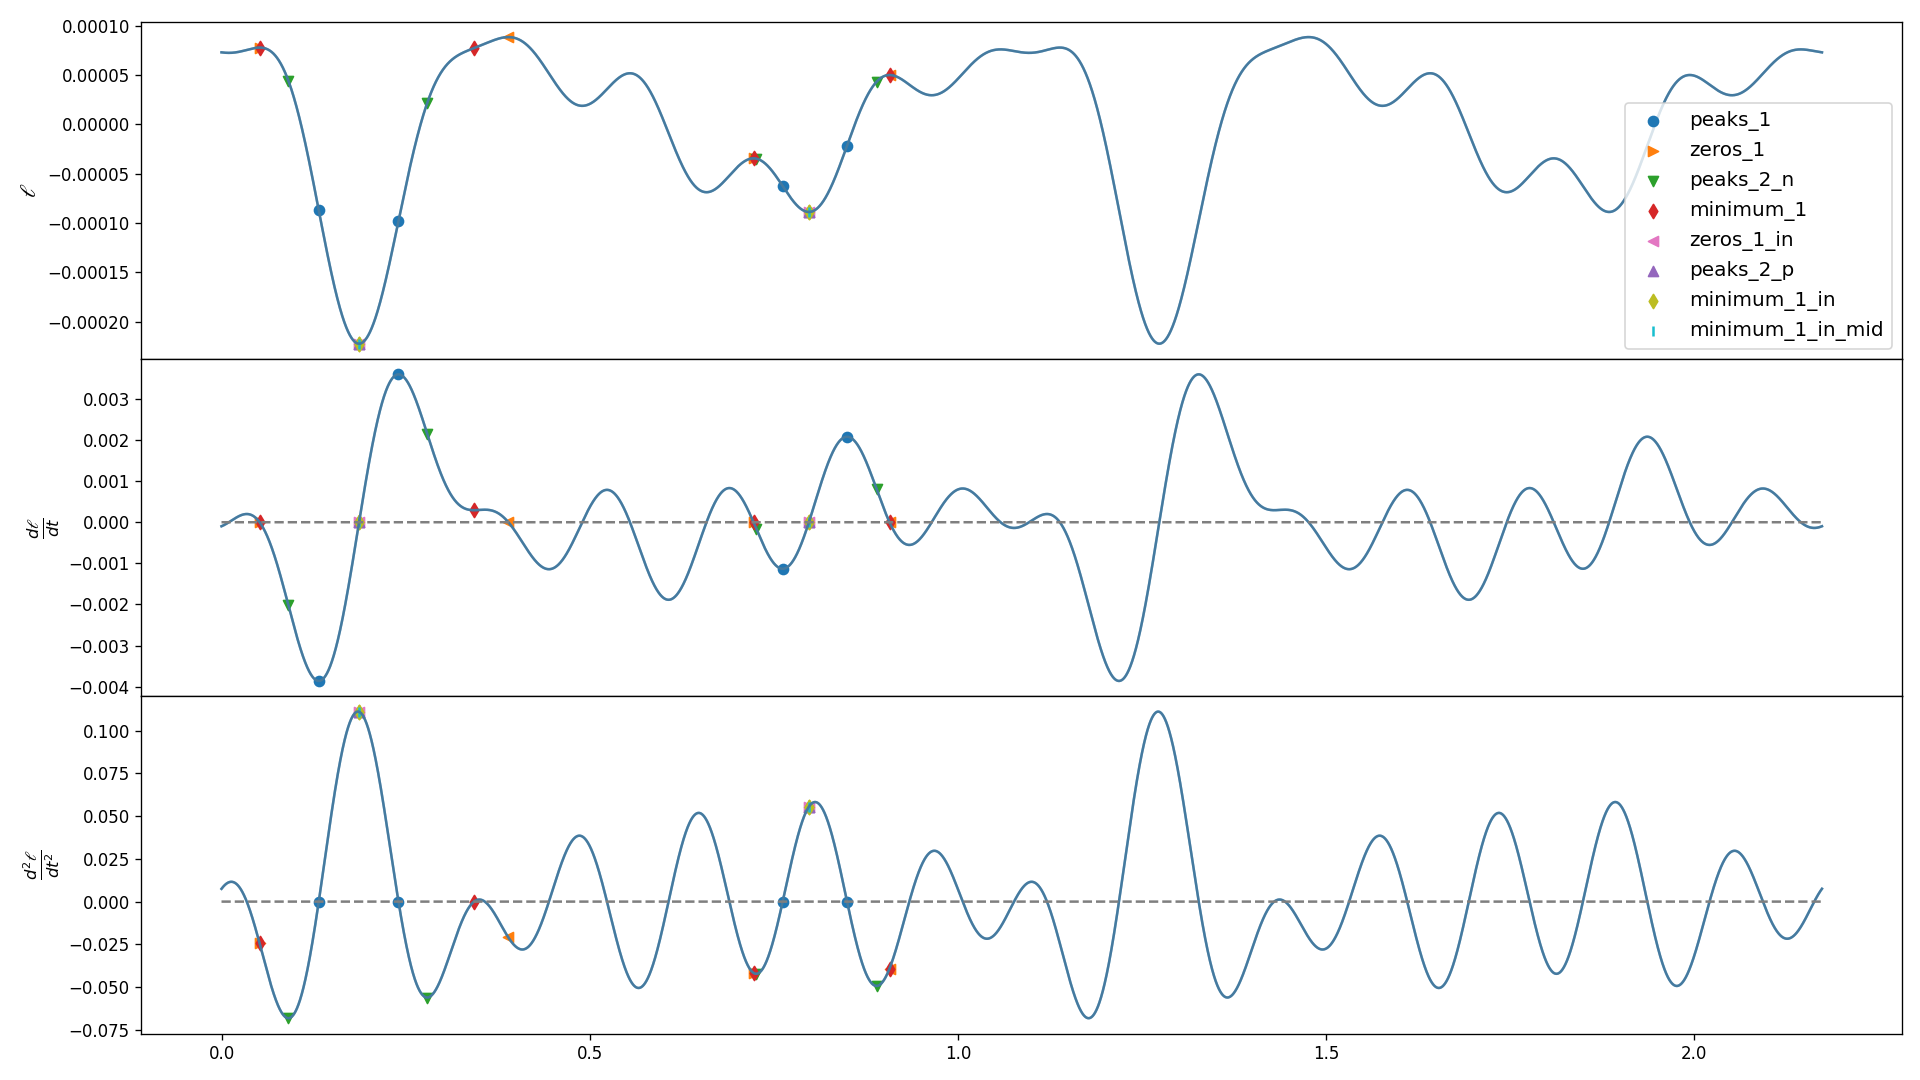 0.00010
0.00005
0.00000
−0.00005
−0.00010
−0.00015
−0.00020
ℓ
peaks_1
zeros_1
peaks_2_n
minimum_1
zeros_1_in
peaks_2_p
minimum_1_in
minimum_1_in_mid
0.003
0.002
0.001
0.000
−0.001
−0.002
−0.003
−0.004
dℓ
dt
0.100
0.075
0.050
0.025
0.000
−0.025
−0.050
−0.075
d²ℓ
dt²
0.0 0.5 1.0 1.5 2.0